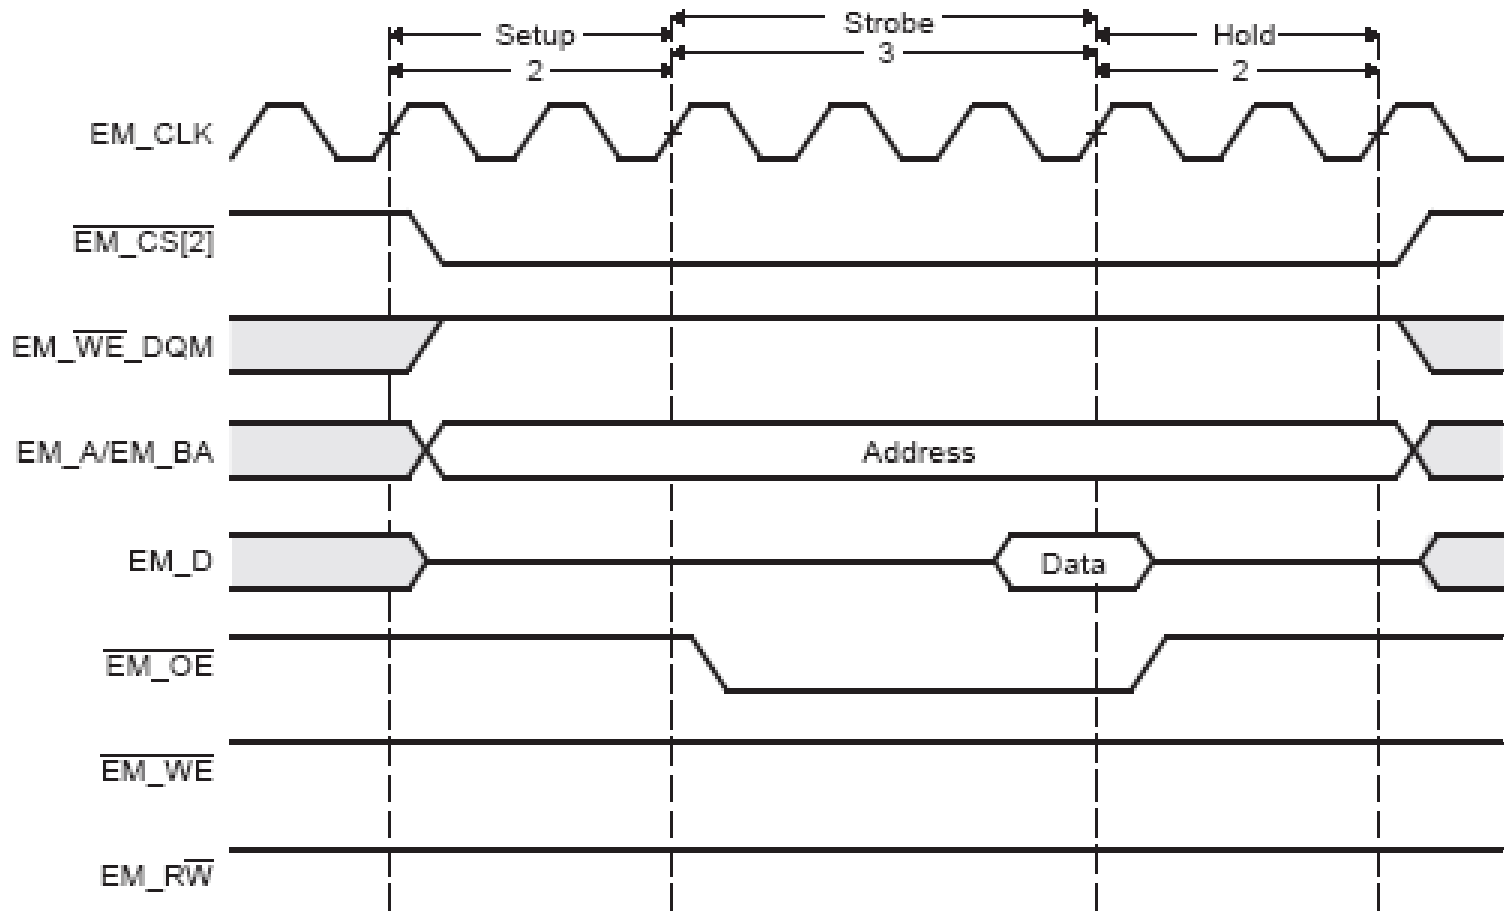 Setup
Strobe
Hold
2
3
2
EM_CLK
EM_CS[2]
EM_WE_DQM
EM_A/EM_BA
Address
EM_D
Data
EM_OE
EM_WE
EM_RW